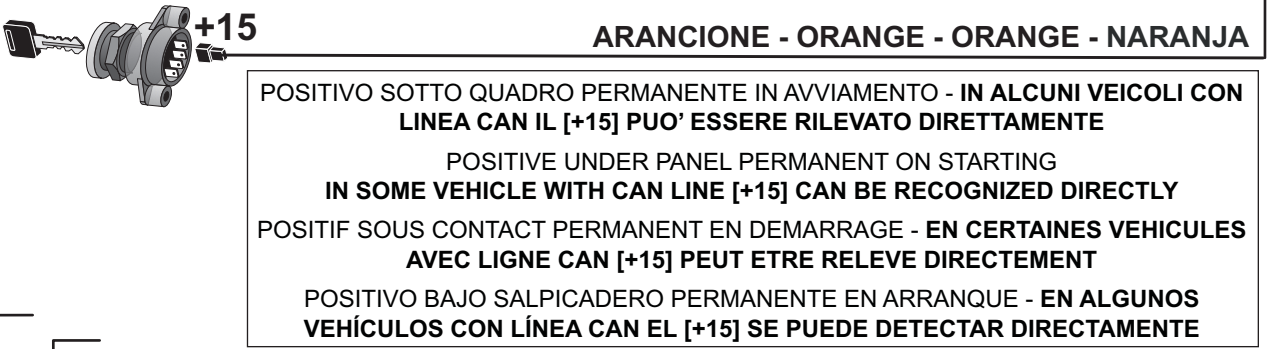 +15
ARANCIONE - ORANGE - ORANGE - NARANJA
POSITIVO SOTTO QUADRO PERMANENTE IN AVVIAMENTO - IN ALCUNI VEICOLI CON
LINEA CAN IL [+15] PUO' ESSERE RILEVATO DIRETTAMENTE
POSITIVE UNDER PANEL PERMANENT ON STARTING
IN SOME VEHICLE WITH CAN LINE [+15] CAN BE RECOGNIZED DIRECTLY
POSITIF SOUS CONTACT PERMANENT EN DEMARRAGE - EN CERTAINES VEHICULES
AVEC LIGNE CAN [+15] PEUT ETRE RELEVE DIRECTEMENT
POSITIVO BAJO SALPICADERO PERMANENTE EN ARRANQUE - EN ALGUNOS
VEHÍCULOS CON LÍNEA CAN EL [+15] SE PUEDE DETECTAR DIRECTAMENTE